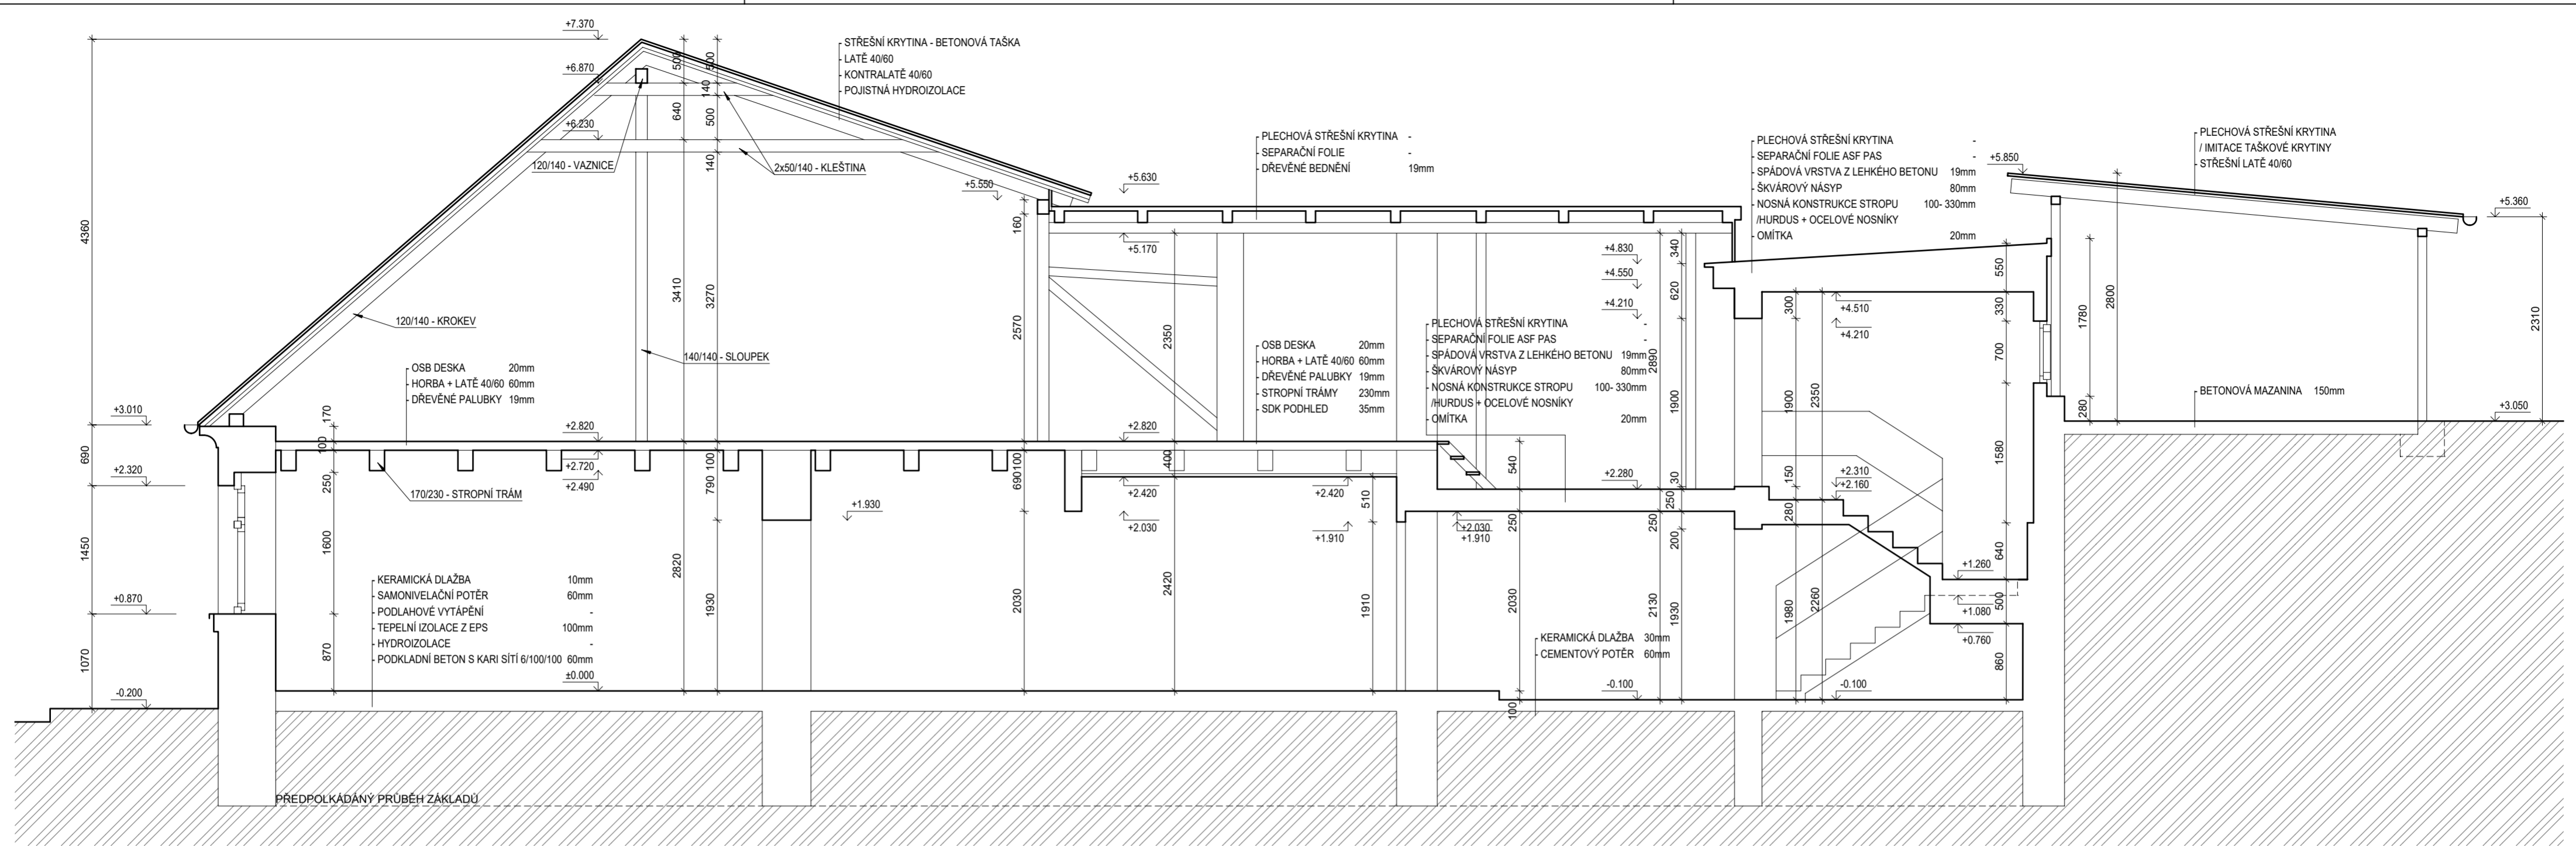 +7.370
+6.870
+6.230
120/140 - VAZNICE
2x50/140 - KLEŠTINA
120/140 - KROKEV
140/140 - SLOUPEK
- STŘEŠNÍ KRYTINA - BETONOVÁ TAŠKA
- LATĚ 40/60
- KONTRALATĚ 40/60
- POJISTNÁ HYDROIZOLACE
500
500
140
640
500
140
3410
3270
+5.550
160
2570
+5.630
+5.170
2350
- PLECHOVÁ STŘEŠNÍ KRYTINA -
- SEPARAČNÍ FOLIE -
- DŘEVĚNÉ BEDNĚNÍ 19mm
- PLECHOVÁ STŘEŠNÍ KRYTINA -
- SEPARAČNÍ FOLIE ASF PAS -
- SPÁDOVÁ VRSTVA Z LEHKÉHO BETONU 19mm
- ŠKVÁROVÝ NÁSYP 80mm
- NOSNÁ KONSTRUKCE STROPU 100- 330mm
/HURDUS + OCELOVÉ NOSNÍKY
- OMÍTKA 20mm
- PLECHOVÁ STŘEŠNÍ KRYTINA
/ IMITACE TAŠKOVÉ KRYTINY
- STŘEŠNÍ LATĚ 40/60
+5.850
+5.360
+4.830
+4.550
+4.210
340
620
2890
1900
30
+4.510
+4.210
300
1900
2350
150
280
550
330
700
1580
640
500
860
1780
280
2800
2310
- BETONOVÁ MAZANINA 150mm
+3.050
4360
690
1450
1070
+3.010
+2.320
+0.870
-0.200
170
100
250
1600
870
- OSB DESKA 20mm
- HORBA + LATĚ 40/60 60mm
- DŘEVĚNÉ PALUBKY 19mm
170/230 - STROPNÍ TRÁM
+2.820
+2.720
+2.490
100
790
2820
1930
+1.930
100
690
2030
+2.820
400
+2.420
+2.030
2420
+2.420
+1.910
510
1910
- OSB DESKA 20mm
- HORBA + LATĚ 40/60 60mm
- DŘEVĚNÉ PALUBKY 19mm
- STROPNÍ TRÁMY 230mm
- SDK PODHLED 35mm
- PLECHOVÁ STŘEŠNÍ KRYTINA -
- SEPARAČNÍ FOLIE ASF PAS -
- SPÁDOVÁ VRSTVA Z LEHKÉHO BETONU 19mm
- ŠKVÁROVÝ NÁSYP 80mm
- NOSNÁ KONSTRUKCE STROPU 100- 330mm
/HURDUS + OCELOVÉ NOSNÍKY
- OMÍTKA 20mm
540
250
2030
100
+2.030
+1.910
+2.280
250
250
200
2130
1930
+2.310
+2.160
1980
2260
+1.260
+1.080
+0.760
-0.100
-0.100
- KERAMICKÁ DLAŽBA 10mm
- SAMONIVELAČNÍ POTĚR 60mm
- PODLAHOVÉ VYTÁPĚNÍ -
- TEPELNÍ IZOLACE Z EPS 100mm
- HYDROIZOLACE -
- PODKLADNÍ BETON S KARI SÍTÍ 6/100/100 60mm
±0.000
- KERAMICKÁ DLAŽBA 30mm
- CEMENTOVÝ POTĚR 60mm
PŘEDPOLKÁDÁNÝ PRŮBĚH ZÁKLADŮ